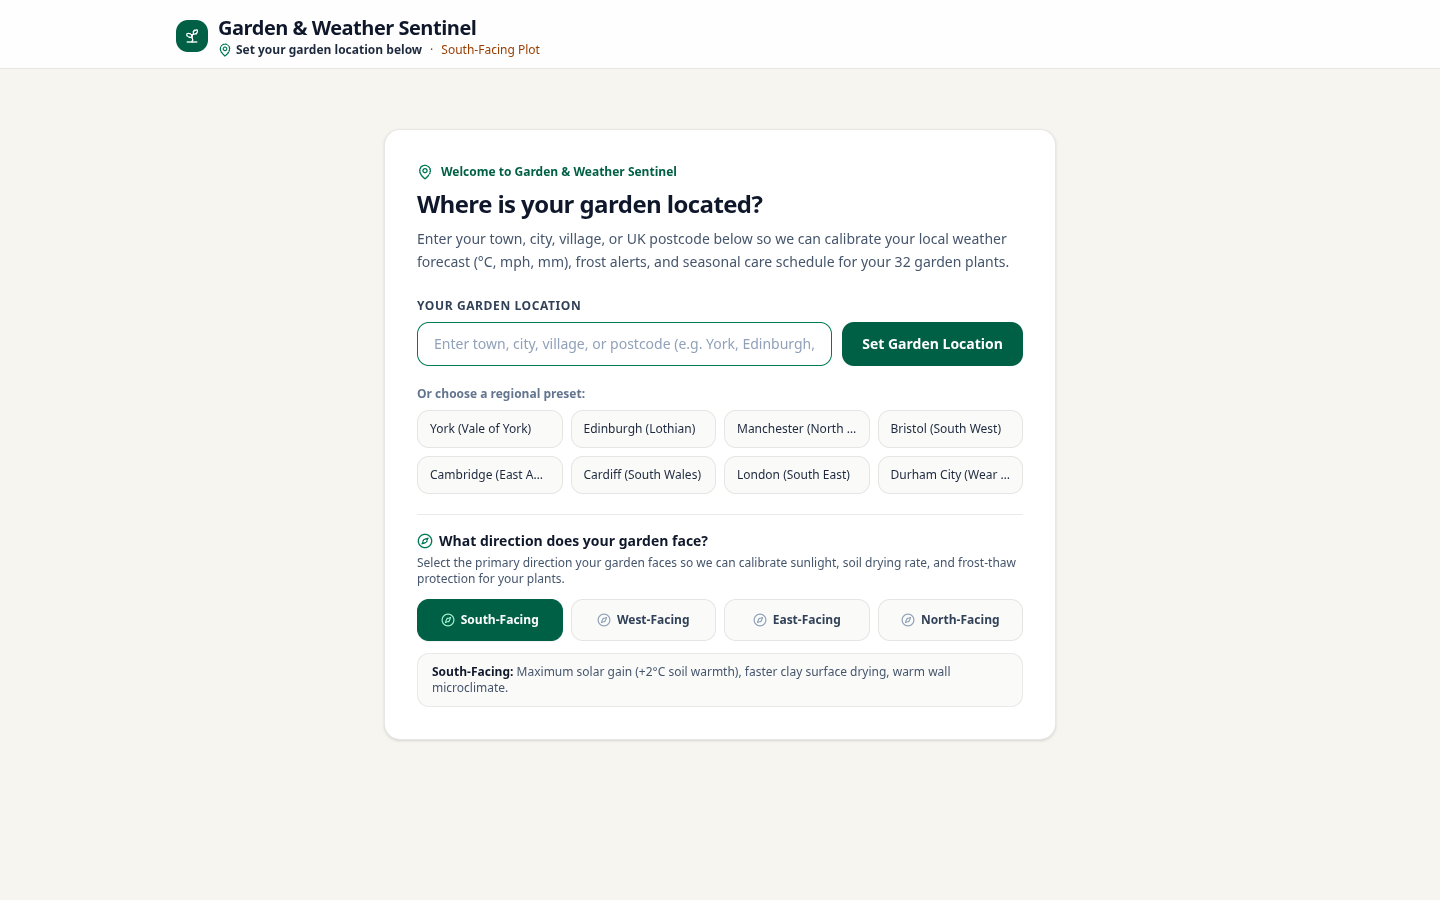 Garden & Weather Sentinel
Set your garden location below · South-Facing Plot
Welcome to Garden & Weather Sentinel
Where is your garden located?
Enter your town, city, village, or UK postcode below so we can calibrate your local weather
forecast (°C, mph, mm), frost alerts, and seasonal care schedule for your 32 garden plants.
YOUR GARDEN LOCATION
Enter town, city, village, or postcode (e.g. York, Edinburgh,
Set Garden Location
Or choose a regional preset:
York (Vale of York)
Edinburgh (Lothian)
Manchester (North ...
Bristol (South West)
Cambridge (East A...
Cardiff (South Wales)
London (South East)
Durham City (Wear ...
What direction does your garden face?
Select the primary direction your garden faces so we can calibrate sunlight, soil drying rate, and frost-thaw
protection for your plants.
South-Facing
West-Facing
East-Facing
North-Facing
South-Facing: Maximum solar gain (+2°C soil warmth), faster clay surface drying, warm wall
microclimate.